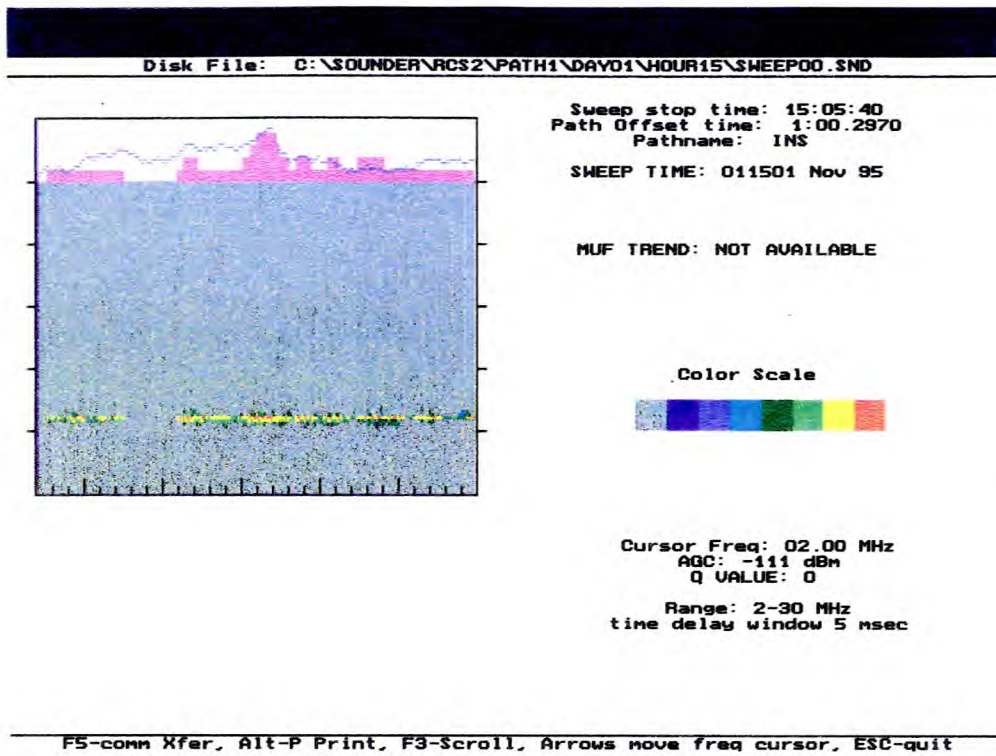 Disk File: C:\SOUNDER\RCS2\PATH1\DAY01\HOUR15\SWEEP00.SND
Sweep stop time: 15:05:40
Path Offset time: 1:00.2970
Pathname: INS
SWEEP TIME: 011501 Nov 95
MUF TREND: NOT AVAILABLE
Color Scale
Cursor Freq: 02.00 MHz
AGC: -111 dBm
Q VALUE: 0
Range: 2-30 MHz
time delay window 5 msec
F5-comm Xfer, Alt-P Print, F3-Scroll, Arrows move freq cursor, ESC-quit